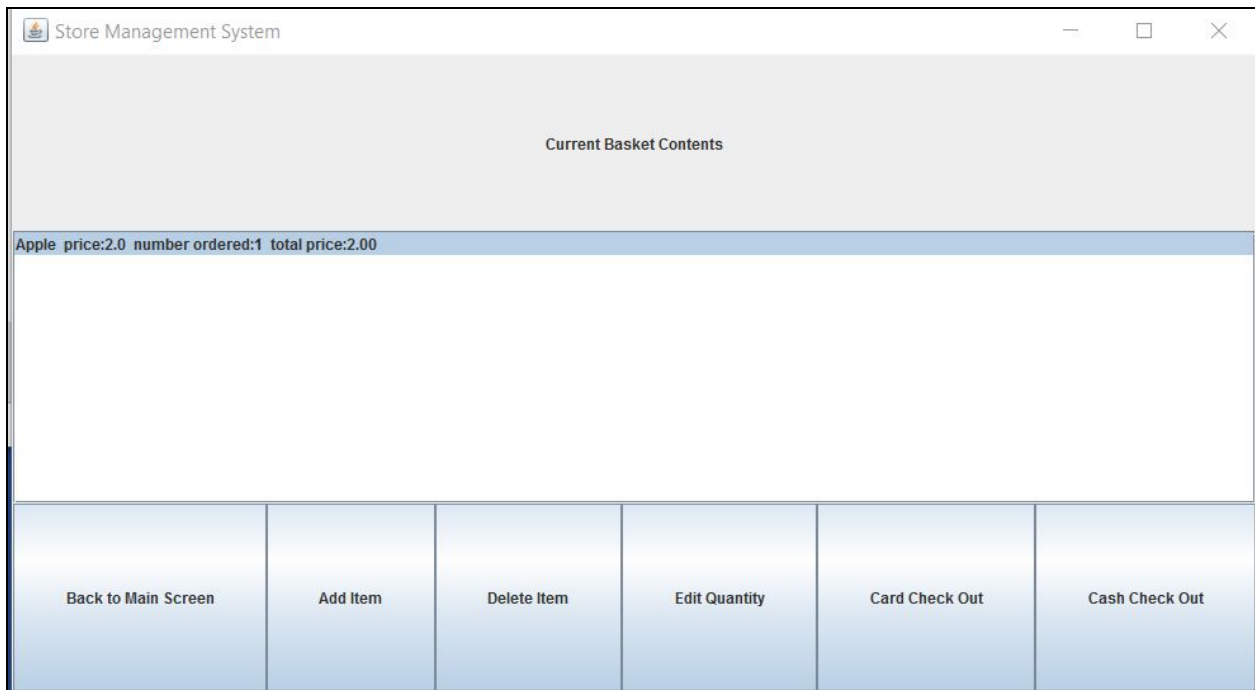 Store Management System
Current Basket Contents
Apple price:2.0 number ordered:1 total price:2.00
Back to Main Screen
Add Item
Delete Item
Edit Quantity
Card Check Out
Cash Check Out